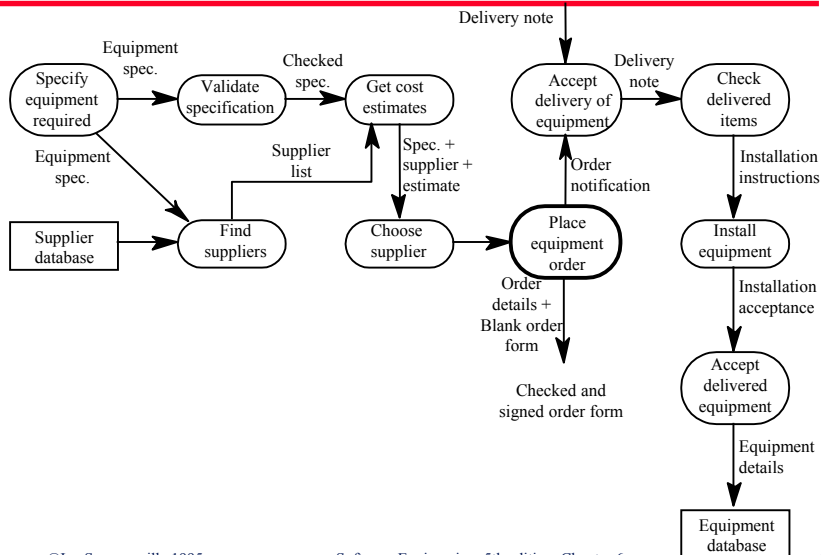 Delivery note
Equipment
spec.
Checked
spec.
Delivery
note
Specify
equipment
required
Validate
specification
Get cost
estimates
Accept
delivery of
equipment
Check
delivered
items
Equipment
spec.
Supplier
list
Spec. +
supplier +
estimate
Order
notification
Installation
instructions
Supplier
database
Find
suppliers
Choose
supplier
Place
equipment
order
Install
equipment
Order
details +
Blank order
form
Installation
acceptance
Checked and
signed order form
Accept
delivered
equipment
Equipment
details
Equipment
database